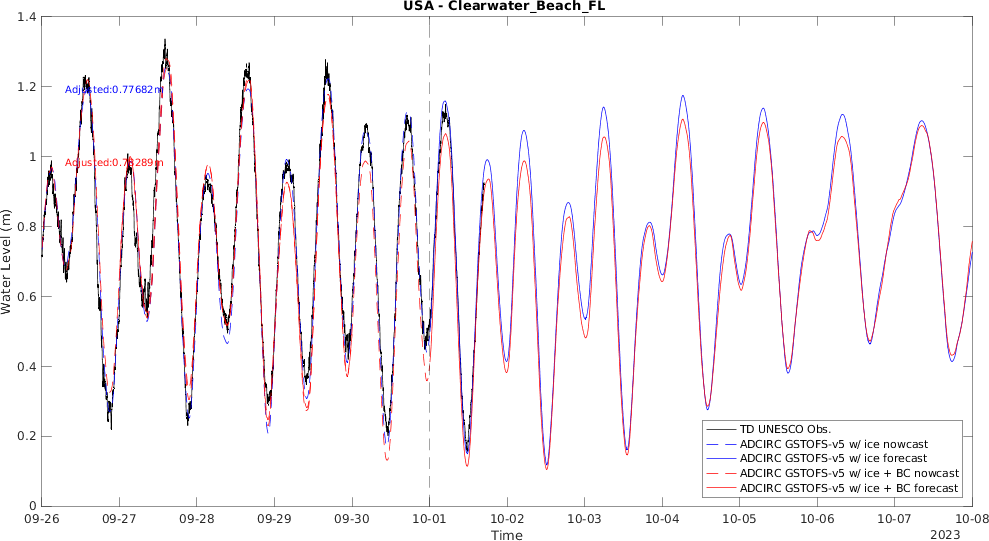 USA - Clearwater_Beach_FL
Water Level (m)
1.4
1.2
1
0.8
0.6
0.4
0.2
0
Adjusted:0.77682m
TD UNESCO Obs.
ADCIRC GSTOFS-v5 w/ ice nowcast
ADCIRC GSTOFS-v5 w/ ice forecast
ADCIRC GSTOFS-v5 w/ ice + BC nowcast
ADCIRC GSTOFS-v5 w/ ice + BC forecast
09-26 09-27 09-28 09-29 09-30 10-01 10-02 10-03 10-04 10-05 10-06 10-07 10-08
Time
2023